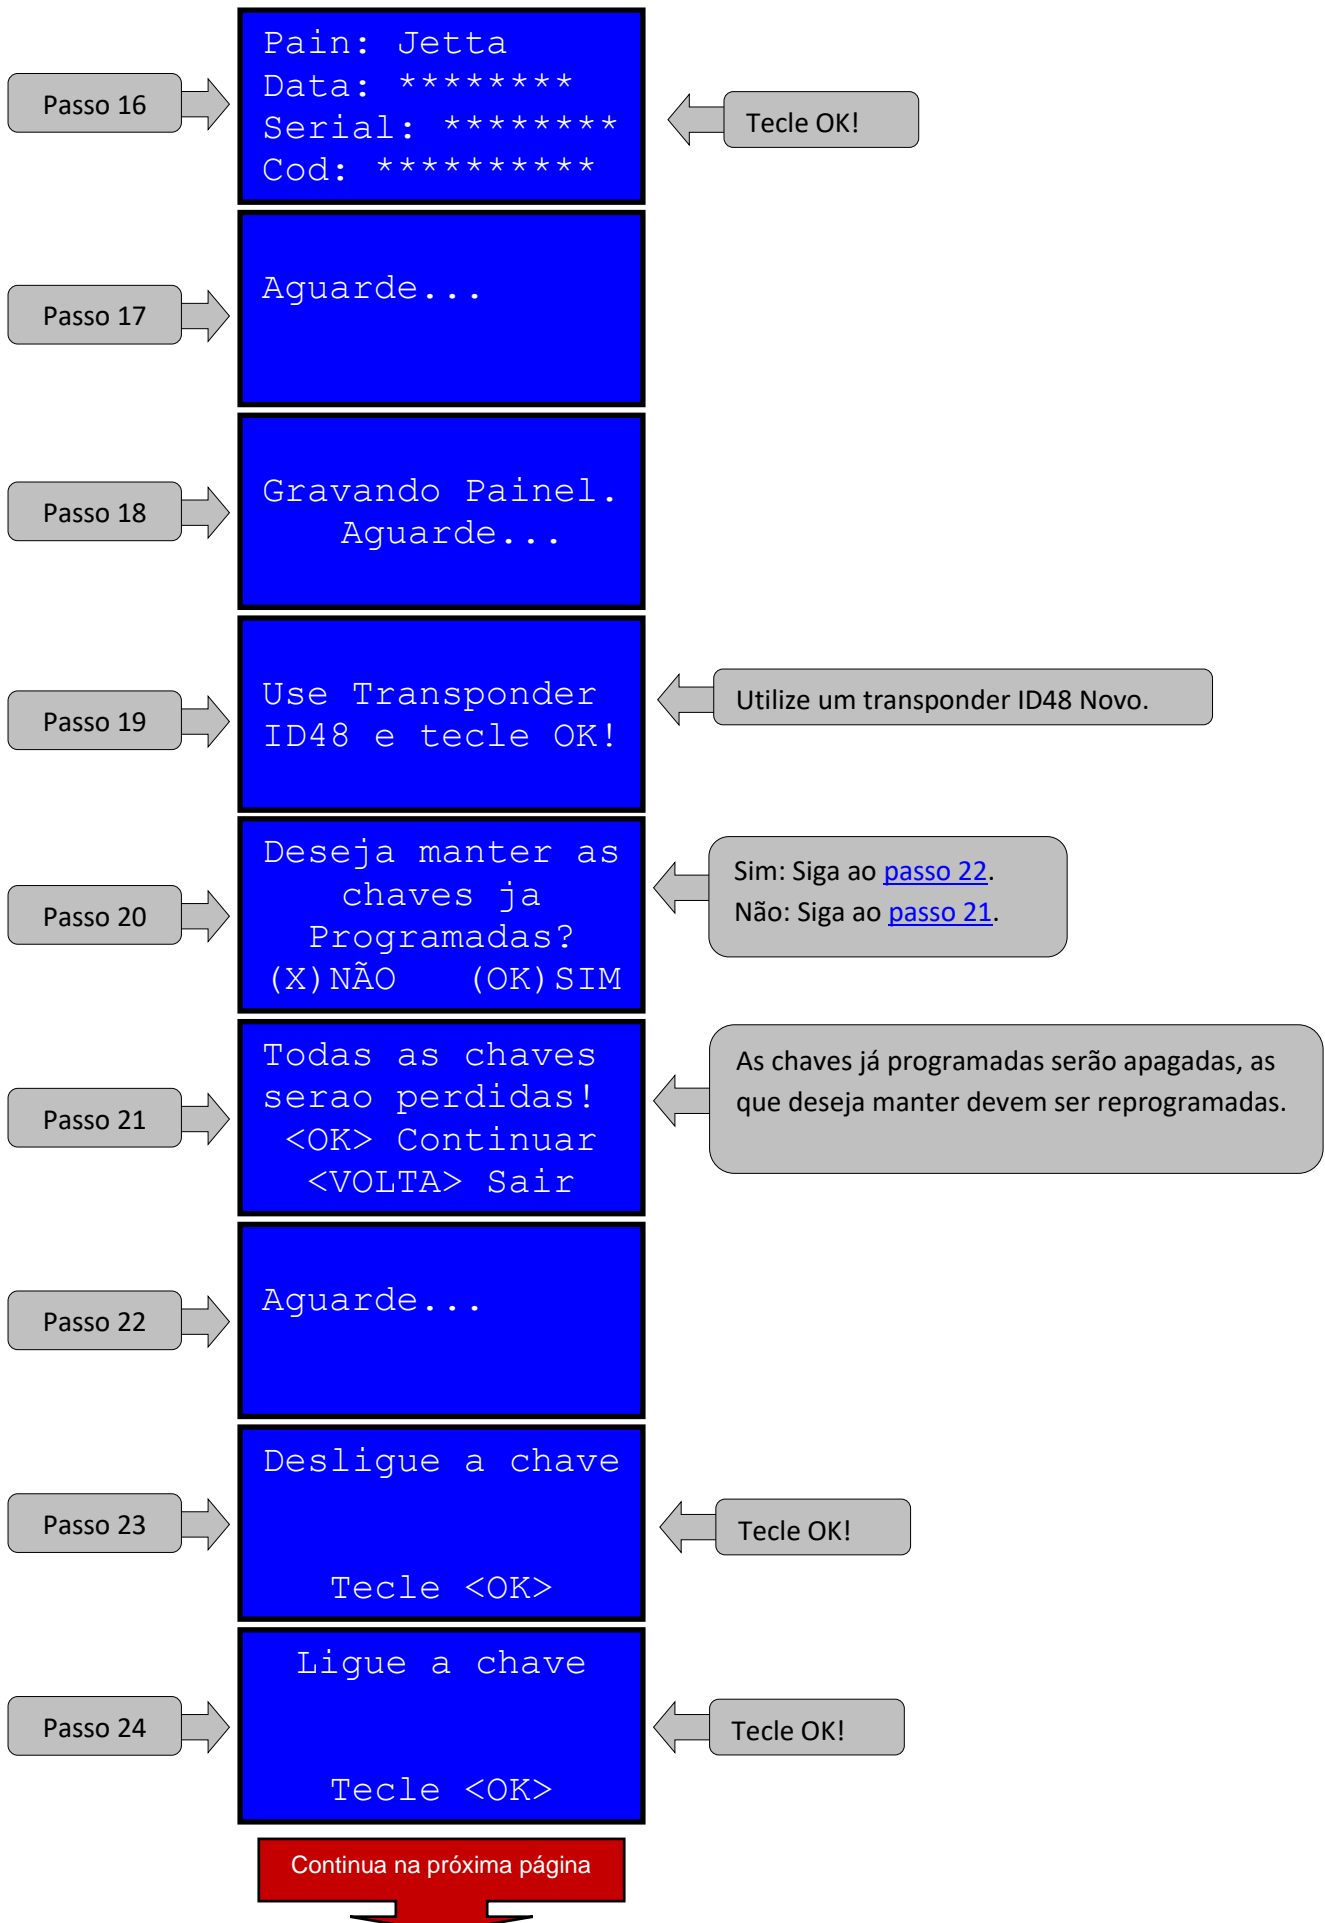 Passo 16
Pain: Jetta
Data: ********
Serial: ********
Cod: **********
Tecle OK!
Passo 17
Aguarde...
Passo 18
Gravando Painel.
Aguarde...
Passo 19
Use Transponder
ID48 e tecle OK!
Utilize um transponder ID48 Novo.
Passo 20
Deseja manter as
chaves ja
Programadas?
(X)NÃO (OK)SIM
Sim: Siga ao passo 22.
Não: Siga ao passo 21.
Passo 21
Todas as chaves
serao perdidas!
<OK> Continuar
<VOLTA> Sair
As chaves já programadas serão apagadas, as
que deseja manter devem ser reprogramadas.
Passo 22
Aguarde...
Passo 23
Desligue a chave
Tecle <OK>
Tecle OK!
Passo 24
Ligue a chave
Tecle <OK>
Tecle OK!
Continua na próxima página